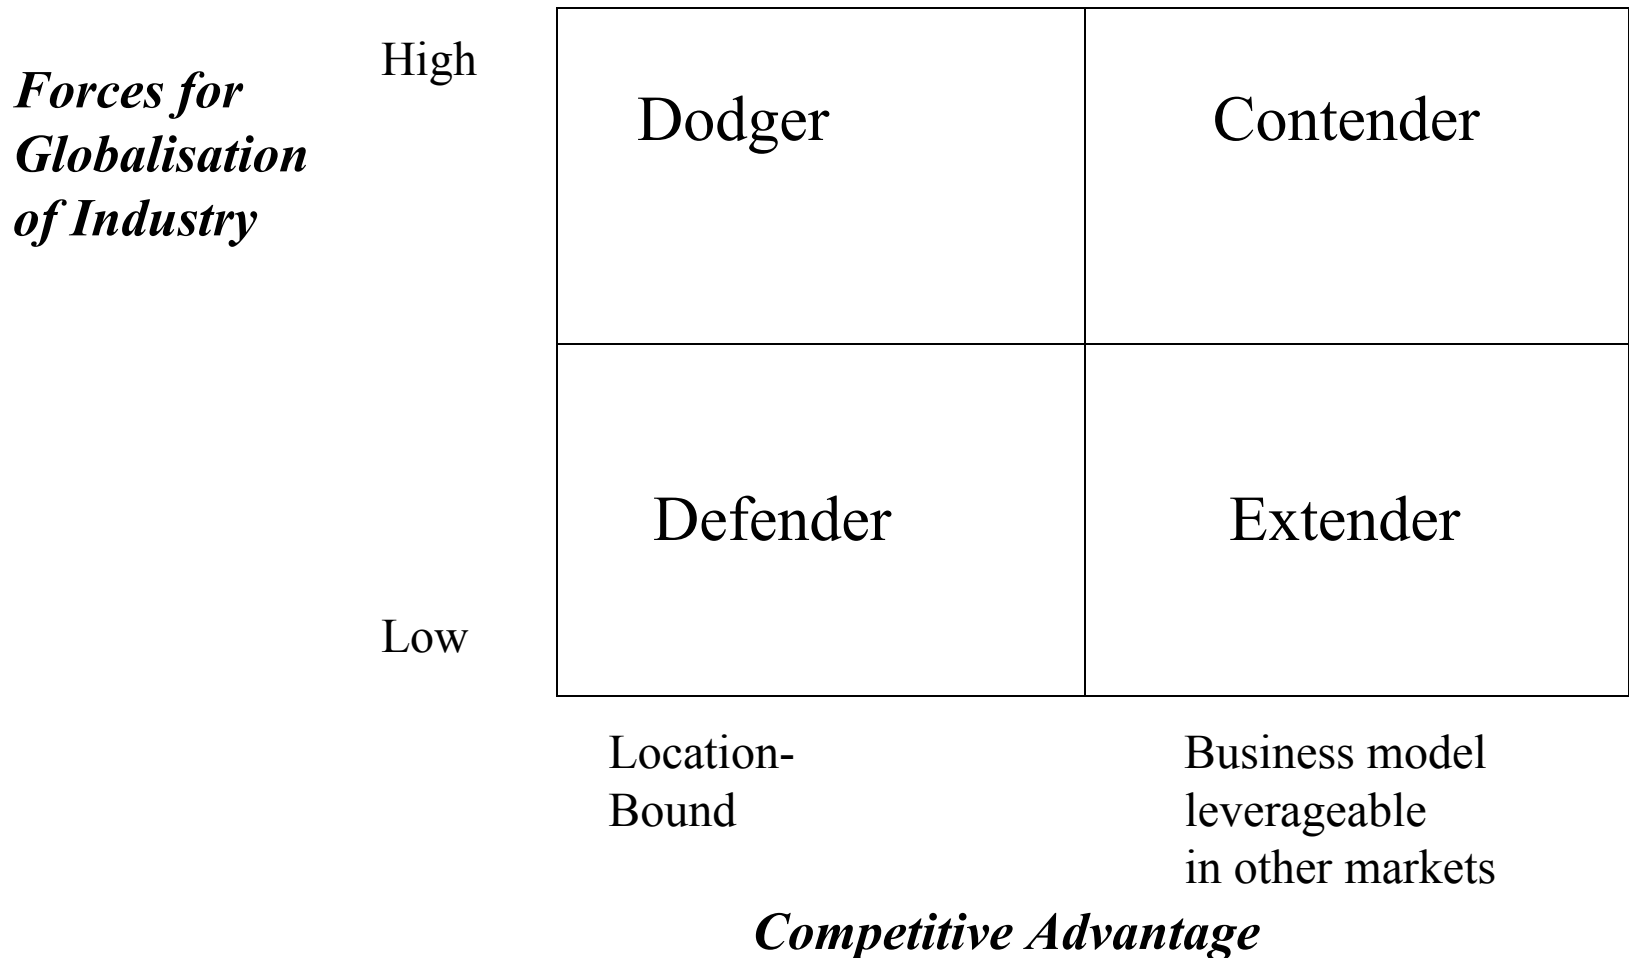 High
Forces for
Globalisation
of Industry
Dodger
Contender
Defender
Extender
Low
Location-
Bound
Business model
leverageable
in other markets
Competitive Advantage